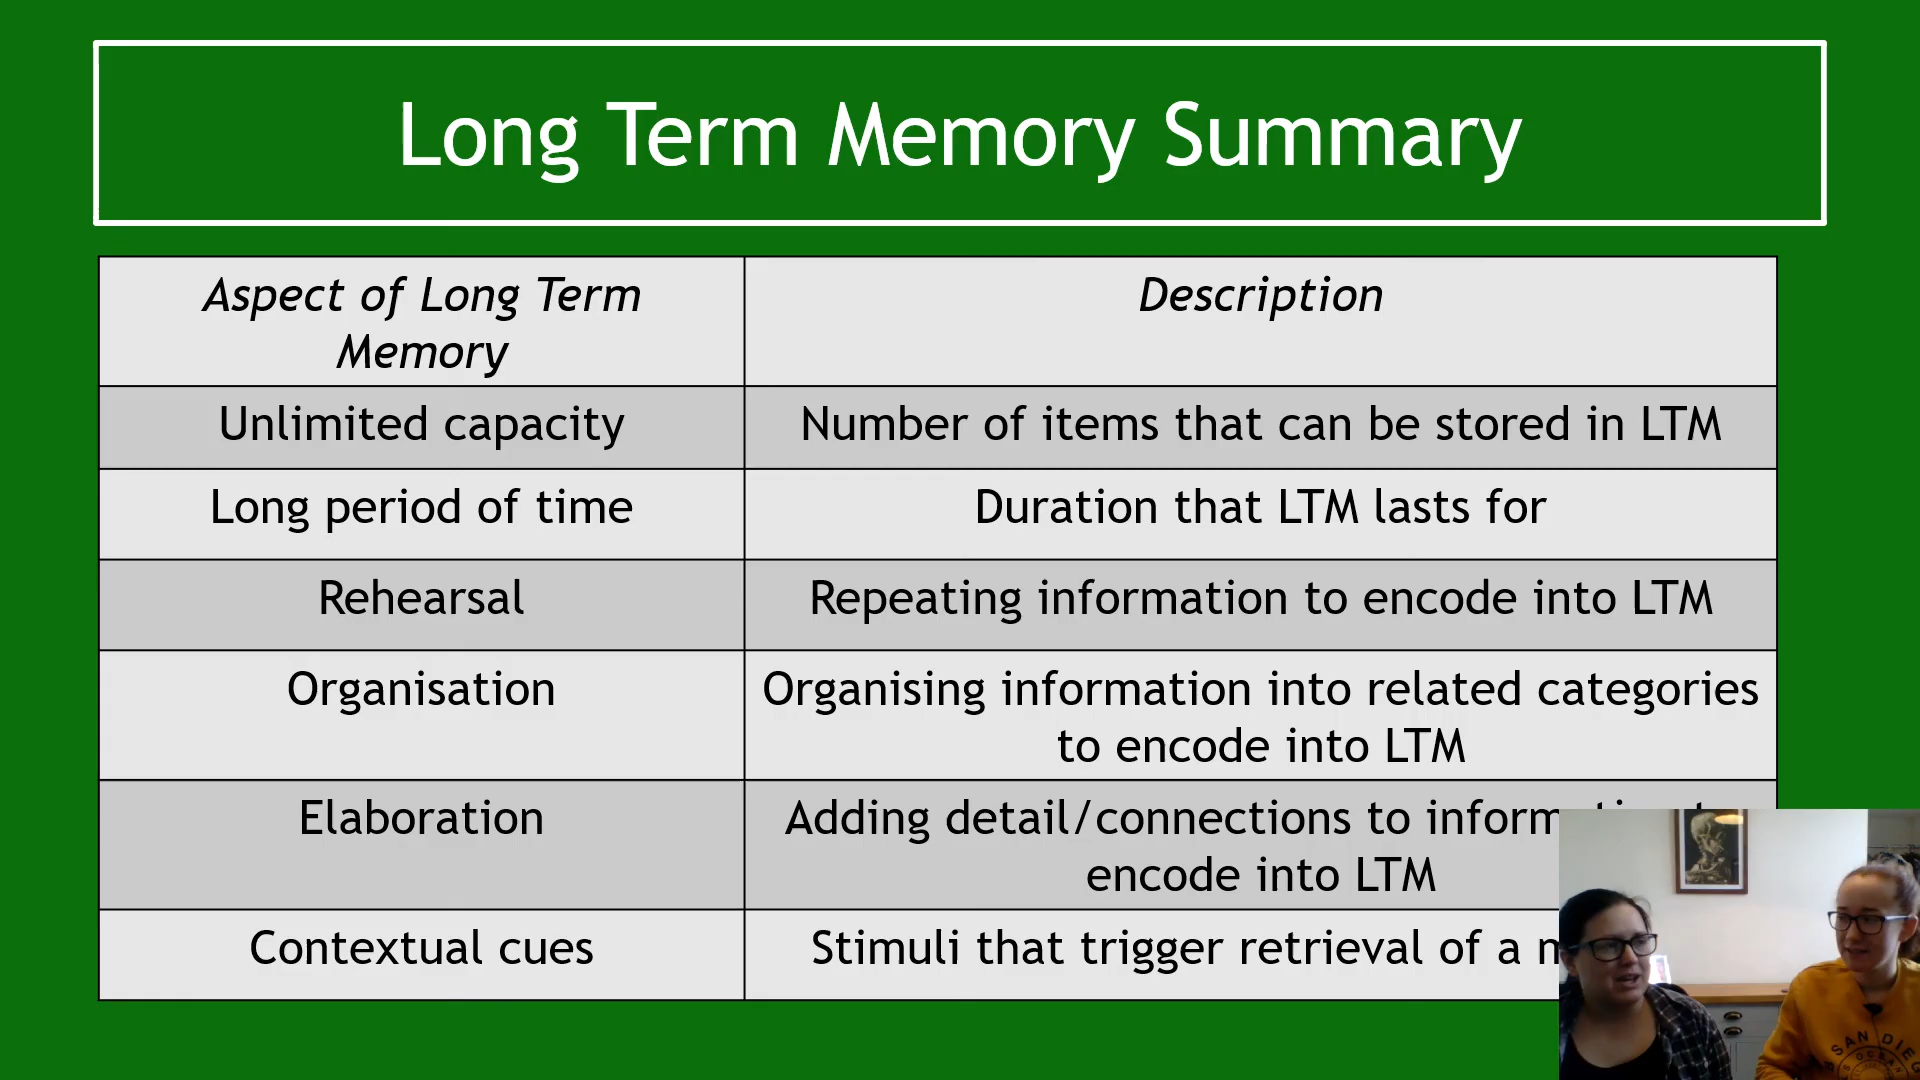 Long Term Memory Summary
Aspect of Long Term
Memory
Description
Unlimited capacity
Number of items that can be stored in LTM
Long period of time
Duration that LTM lasts for
Rehearsal
Repeating information to encode into LTM
Organisation
Organising information into related categories
to encode into LTM
Elaboration
Adding detail/connections to
encode into LTM
Contextual cues
Stimuli that trigger retrieval of a
SAN